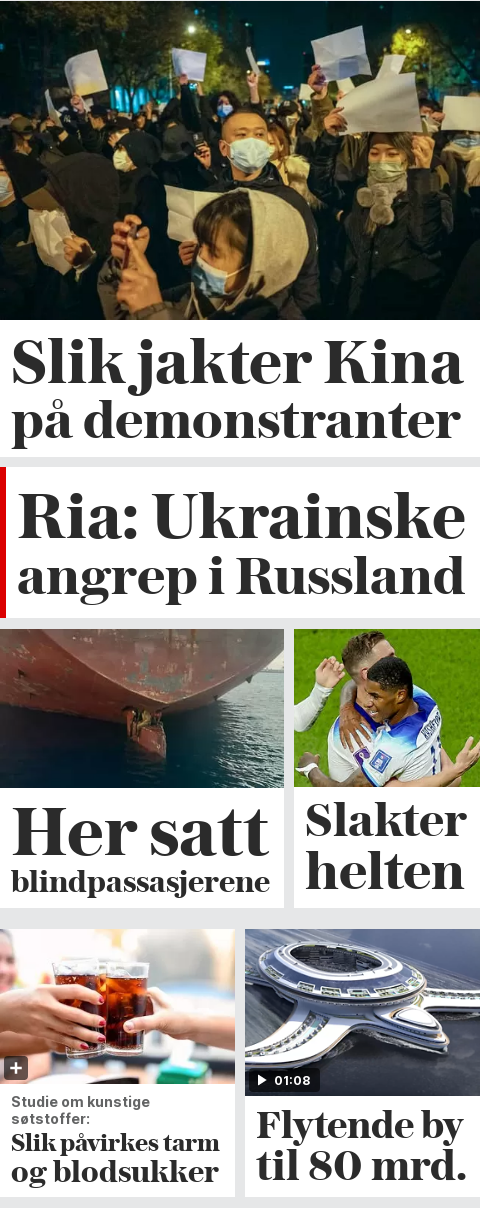 Slik jakter Kina
på demonstranter
Ria: Ukrainske
angrep i Russland
Her satt
blindpassasjerene
Slakter
helten
Studie om kunstige
søtstoffer:
Slik påvirkes tarm
og blodsukker
01:08
Flytende by
til 80 mrd.